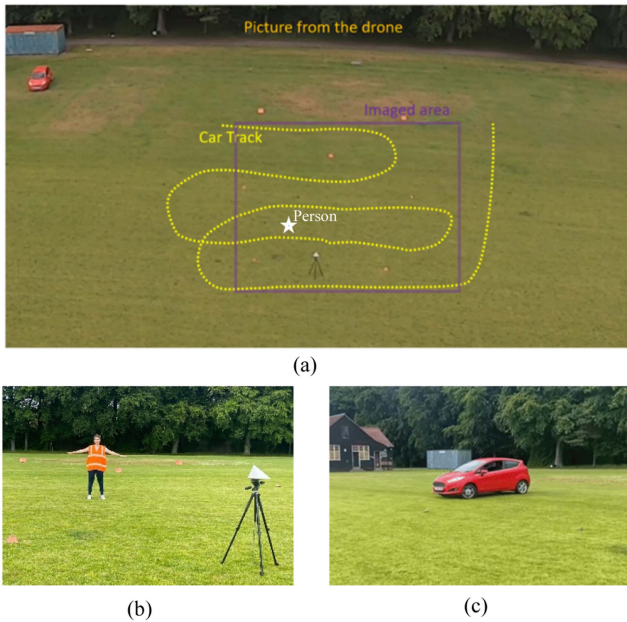 Picture from the drone
Imaged area
Car Track
Person
(a)
(b)
(c)